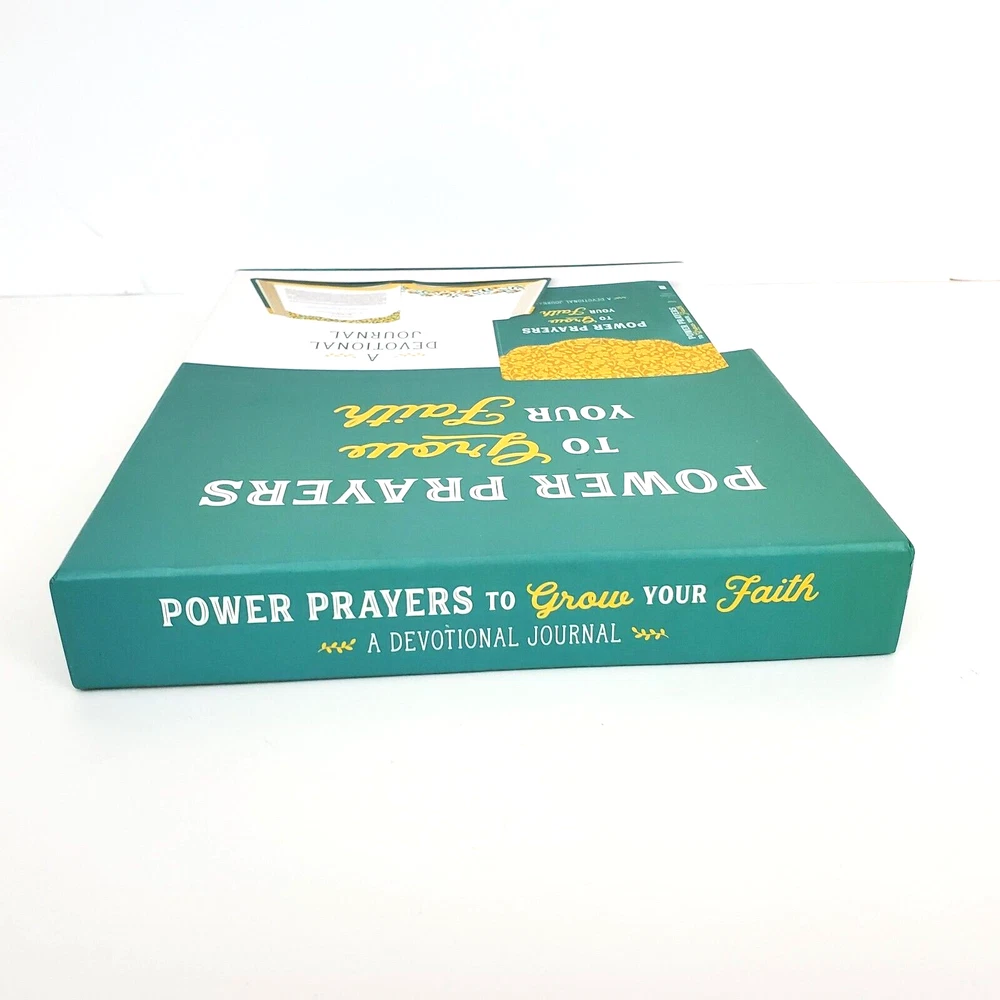 A
DEVOTIONAL
JOURNAL
POWER PRAYERS
TO Grow
YOUR Faith
POWER PRAYERS
TO Grow
YOUR Faith
POWER PRAYERS TO Grow YOUR Faith
A DEVOTIONAL JOURNAL